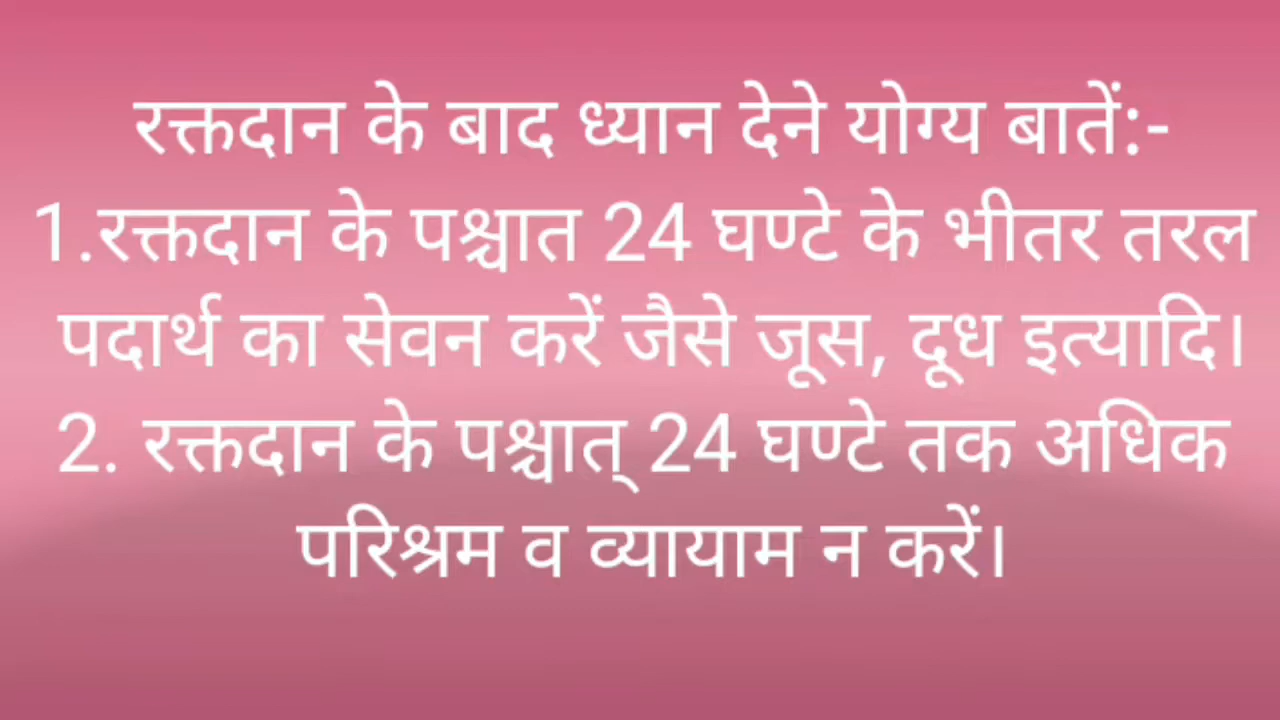 रक्तदान के बाद ध्यान देने योग्य बातें:-
1.रक्तदान के पश्चात 24 घण्टे के भीतर तरल
पदार्थ का सेवन करें जैसे जूस, दूध इत्यादि।
2. रक्तदान के पश्चात् 24 घण्टे तक अधिक
परिश्रम व व्यायाम न करें।